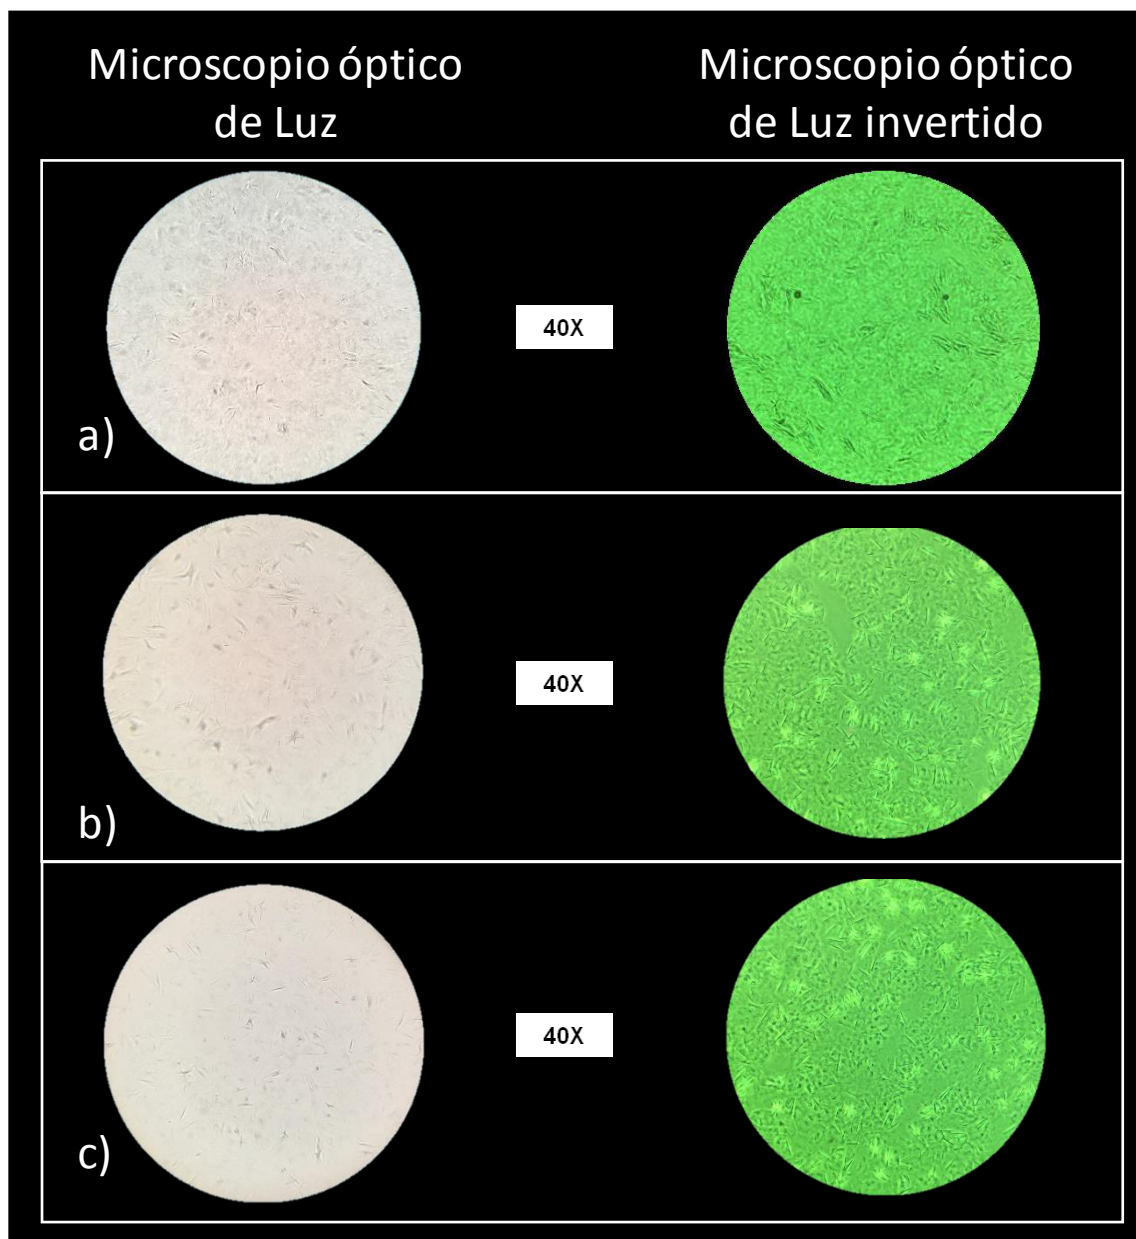 Microscopio óptico
de Luz
Microscopio óptico
de Luz invertido
40X
a)
40X
b)
40X
c)